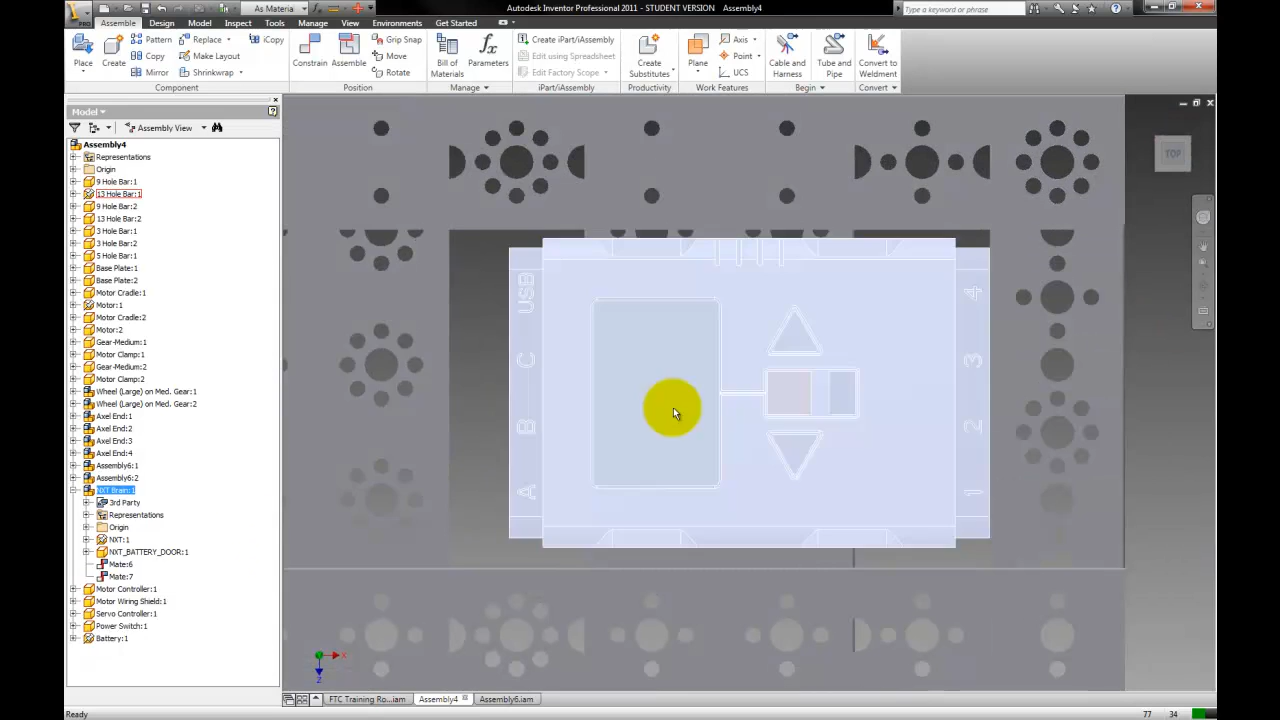 PRO
As Material
Autodesk Inventor Professional 2011 - STUDENT VERSION Assembly4
Type a keyword or phrase
Assemble Design Model Inspect Tools Manage View Environments Get Started
Place
Create
Pattern
Copy
Mirror
Replace
Make Layout
Shrinkwrap
iCopy
Component
Constrain
Assemble
Grip Snap
Move
Rotate
Position
Bill of
Materials
Parameters
Manage
Create iPart/iAssembly
Edit using Spreadsheet
Edit Factory Scope
iPart/iAssembly
Create
Substitutes
Productivity
Plane
Axis
Point
UCS
Work Features
Cable and
Harness
Tube and
Pipe
Begin
Convert to
Weldment
Convert
Model
Assembly View
Assembly4
Representations
Origin
9 Hole Bar:1
13 Hole Bar:1
9 Hole Bar:2
13 Hole Bar:2
3 Hole Bar:1
3 Hole Bar:2
5 Hole Bar:1
Base Plate:1
Base Plate:2
Motor Cradle:1
Motor:1
Motor Cradle:2
Motor:2
Gear-Medium:1
Motor Clamp:1
Gear-Medium:2
Motor Clamp:2
Wheel (Large) on Med. Gear:1
Wheel (Large) on Med. Gear:2
Axel End:1
Axel End:2
Axel End:3
Axel End:4
Assembly6:1
Assembly6:2
NXT Brain:1
3rd Party
Representations
Origin
NXT:1
NXT_BATTERY_DOOR:1
Mate:6
Mate:7
Motor Controller:1
Motor Wiring Shield:1
Servo Controller:1
Power Switch:1
Battery:1
TOP
USB
C
B
A
4
3
2
1
X
Z
FTC Training Ro...iam Assembly4 Assembly6.iam
Ready
77 34